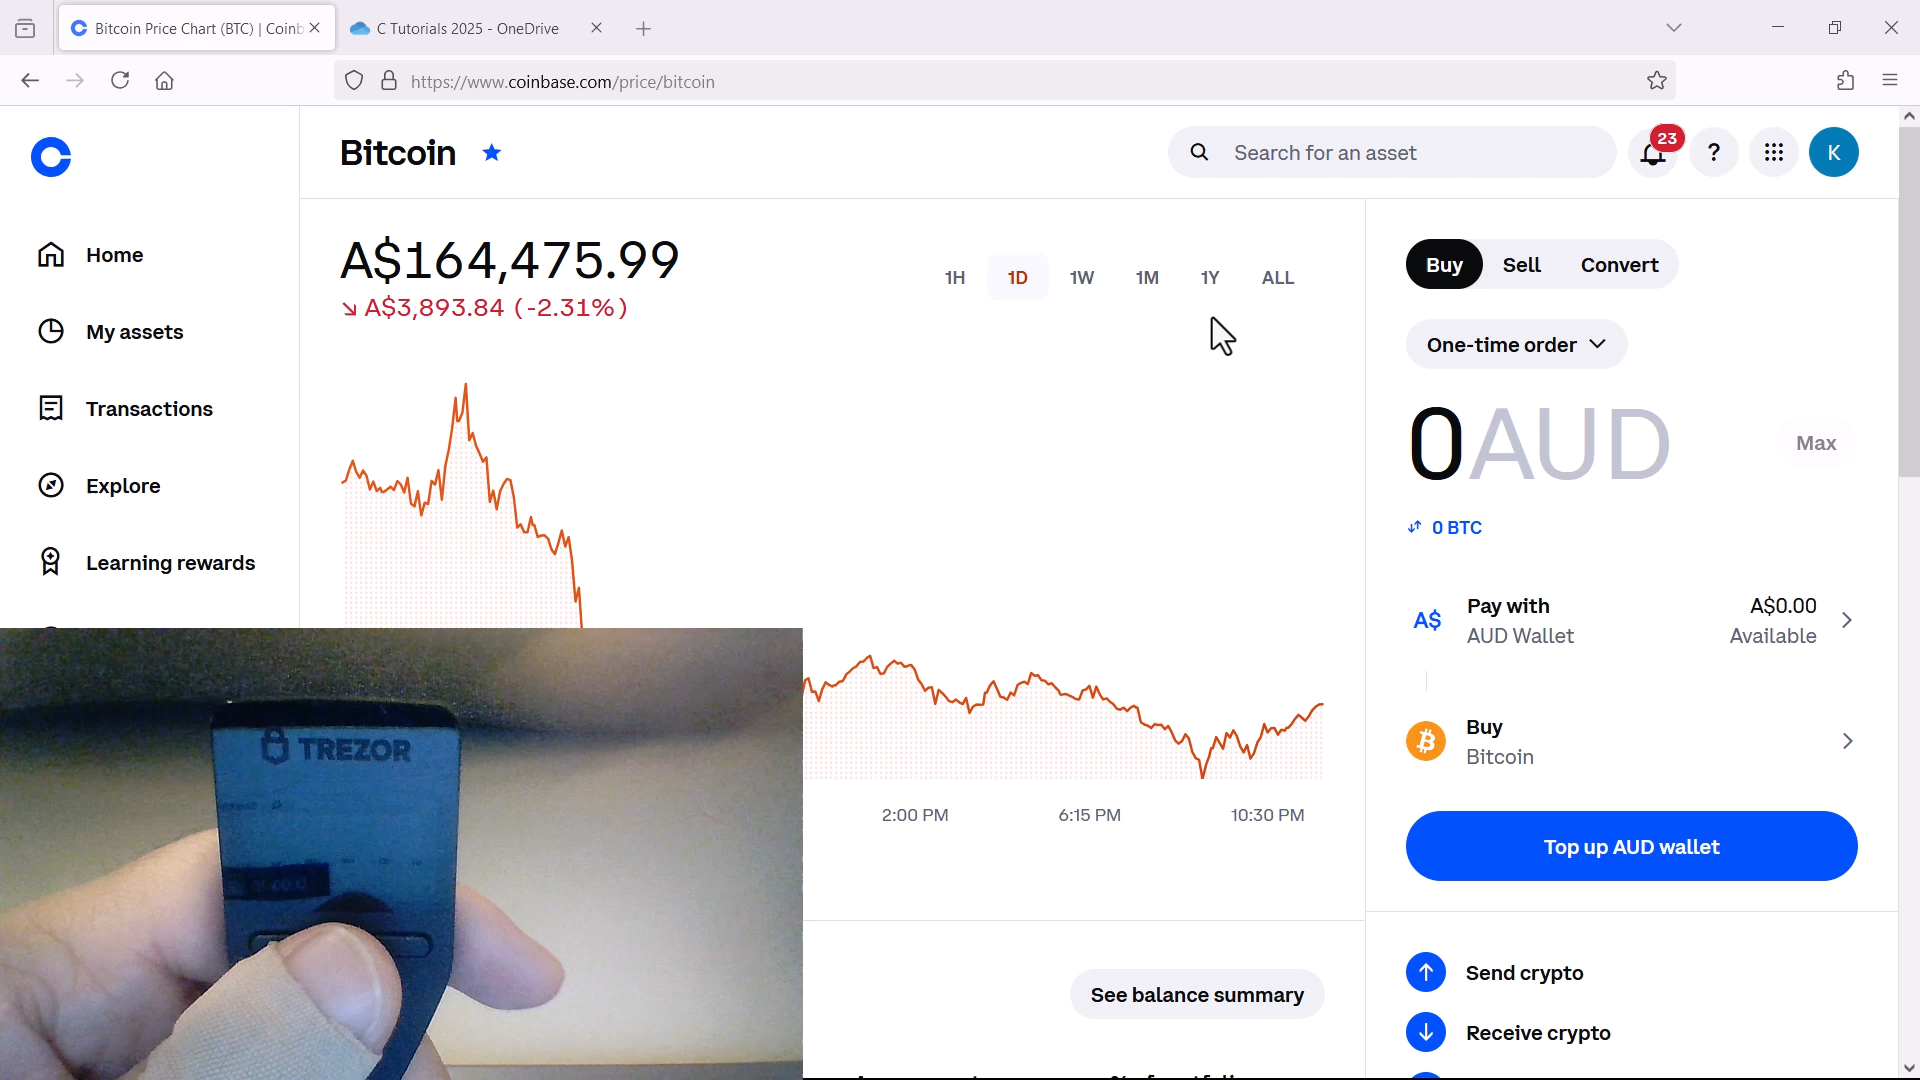 Bitcoin Price Chart (BTC) | Coinb
C Tutorials 2025 - OneDrive
https://www.coinbase.com/price/bitcoin
Bitcoin
Search for an asset
23
?
K
Home
My assets
Transactions
Explore
Learning rewards
A$164,475.99
A$3,893.84 (-2.31%)
1H
1D
1W
1M
1Y
ALL
2:00 PM
6:15 PM
10:30 PM
See balance summary
Buy
Sell
Convert
One-time order
0AUD
Max
0 BTC
A$
Pay with
A$0.00
AUD Wallet
Available
Buy
Bitcoin
Top up AUD wallet
Send crypto
Receive crypto
TREZOR